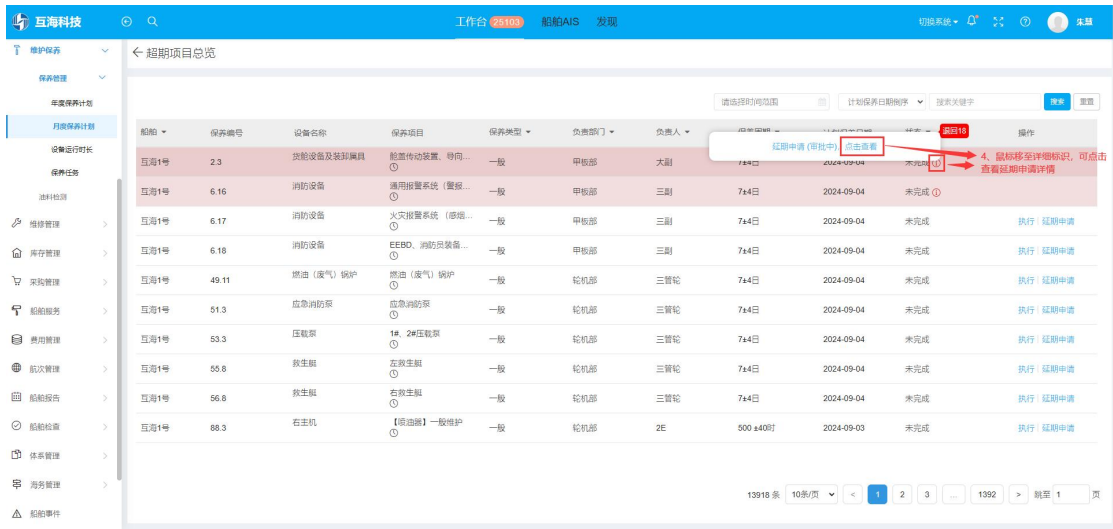 互海科技 工作台 25103 船舶AIS 发现 切换系统 朱慧
维护保养
保养管理
年度保养计划
月度保养计划
设备运行时长
保养任务
油料检测
维修管理
库存管理
采购管理
船舶服务
费用管理
航次管理
船舶报告
船舶检查
体系管理
海务管理
船舶事件
超期项目总览
请选择时间范围 计划保养日期倒序 搜索关键字 搜索 重置
船舶 保养编号 设备名称 保养项目 保养类型 负责部门 负责人 保养周期 计划保养日期 状态 操作
退回18
延期申请 (审批中), 点击查看
4、鼠标移至详细标识，可点击
查看延期申请详情
互海1号 2.3 货舱设备及装卸属具 舱盖传动装置、导向... 一般 甲板部 大副 7±4日 2024-09-04 未完成
互海1号 6.16 消防设备 通用报警系统（警报... 一般 甲板部 三副 7±4日 2024-09-04 未完成
互海1号 6.17 消防设备 火灾报警系统（感烟... 一般 甲板部 三副 7±4日 2024-09-04 未完成 执行 延期申请
互海1号 6.18 消防设备 EEBD、消防员装备... 一般 甲板部 三副 7±4日 2024-09-04 未完成 执行 延期申请
互海1号 49.11 燃油（废气）锅炉 燃油（废气）锅炉 一般 轮机部 三管轮 7±4日 2024-09-04 未完成 执行 延期申请
互海1号 51.3 应急消防泵 应急消防泵 一般 轮机部 三管轮 7±4日 2024-09-04 未完成 执行 延期申请
互海1号 53.3 压载泵 1#、2#压载泵 一般 轮机部 三管轮 7±4日 2024-09-04 未完成 执行 延期申请
互海1号 55.8 救生艇 左救生艇 一般 轮机部 三管轮 7±4日 2024-09-04 未完成 执行 延期申请
互海1号 56.8 救生艇 右救生艇 一般 轮机部 三管轮 7±4日 2024-09-04 未完成 执行 延期申请
互海1号 88.3 右主机 【喷油器】一般维护 一般 轮机部 2E 500 ±40时 2024-09-03 未完成 执行 延期申请
13918 条 10条/页 < 1 2 3 ... 1392 > 跳至 1 页